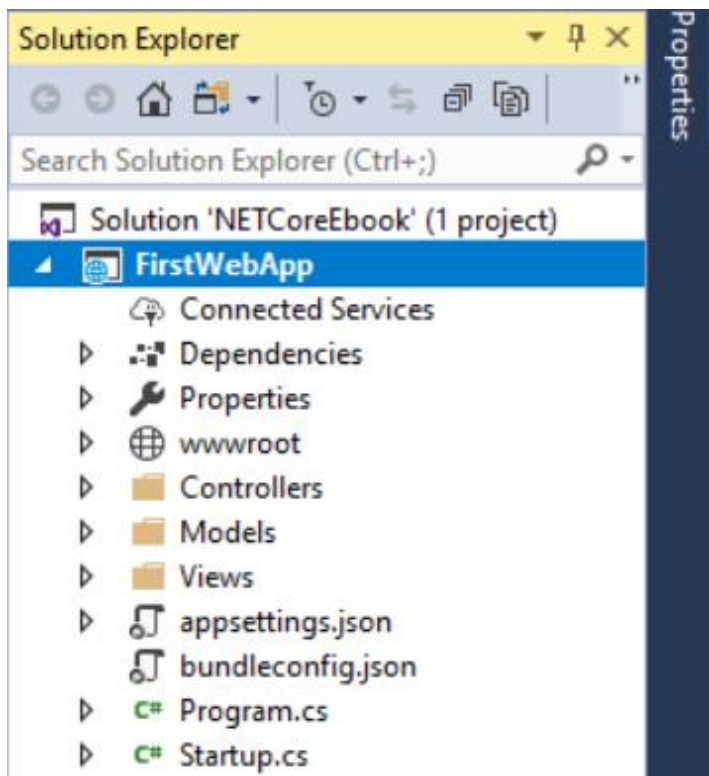 Solution Explorer
Properties
Search Solution Explorer (Ctrl+;)
Solution 'NETCoreEbook' (1 project)
FirstWebApp
Connected Services
Dependencies
Properties
wwwroot
Controllers
Models
Views
appsettings.json
bundleconfig.json
C# Program.cs
C# Startup.cs